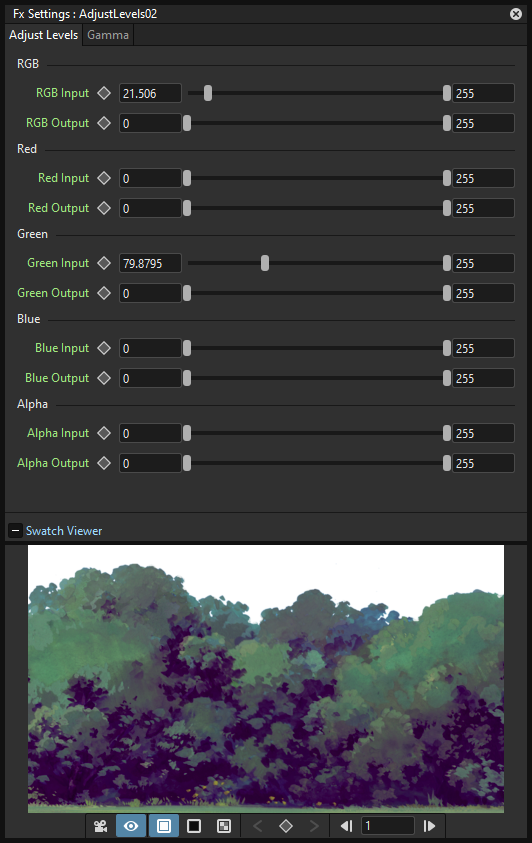 Fx Settings : AdjustLevels02
Adjust Levels Gamma
RGB
RGB Input 21.506 255
RGB Output 0 255
Red
Red Input 0 255
Red Output 0 255
Green
Green Input 79.8795 255
Green Output 0 255
Blue
Blue Input 0 255
Blue Output 0 255
Alpha
Alpha Input 0 255
Alpha Output 0 255
Swatch Viewer
1